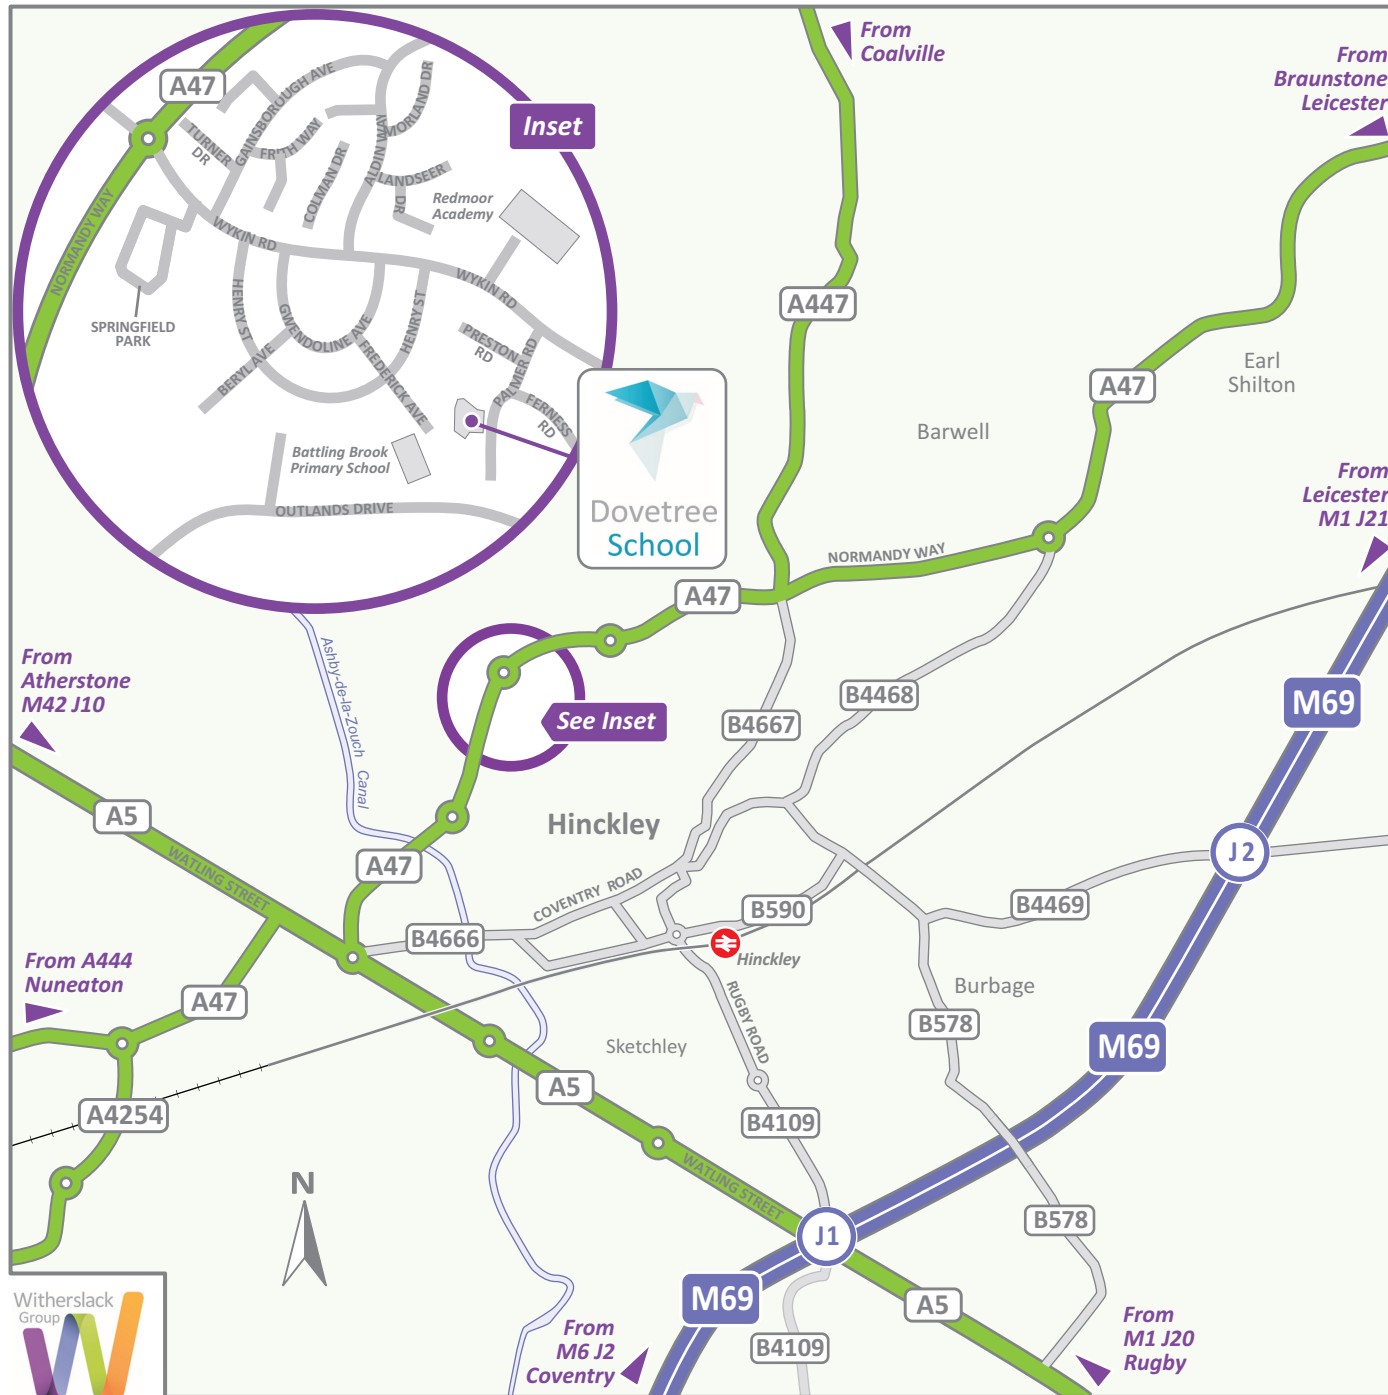 From
Coalville
From
Braunstone
Leicester
A47
Inset
GAINSBOROUGH AVE
MORLAND DR
TURNER
DR
FRITH WAY
ALDIN WAY
COLMAN DR
LANDSEER
DR
Redmoor
Academy
NORMANDY WAY
WYKIN RD
WYKIN RD
SPRINGFIELD
PARK
HENRY ST
GWENDOLINE AVE
HENRY ST
PRESTON
RD
PALMER RD
BERYL AVE
FREDERICK AVE
FERNESS
RD
Battling Brook
Primary School
OUTLANDS DRIVE
Dovetree
School
A447
A47
Earl
Shilton
Barwell
From
Leicester
M1 J21
NORMANDY WAY
A47
From
Atherstone
M42 J10
Ashby-de-la-Zouch Canal
See Inset
B4468
B4667
M69
A5
WATLING STREET
Hinckley
A47
J2
COVENTRY ROAD
B590
B4469
B4666
Hinckley
From A444
Nuneaton
A47
RUGBY ROAD
Burbage
B578
Sketchley
M69
A5
A4254
B4109
WATLING STREET
N
J1
B578
M69
A5
Witherslack
Group
From
M6 J2
Coventry
B4109
From
M1 J20
Rugby